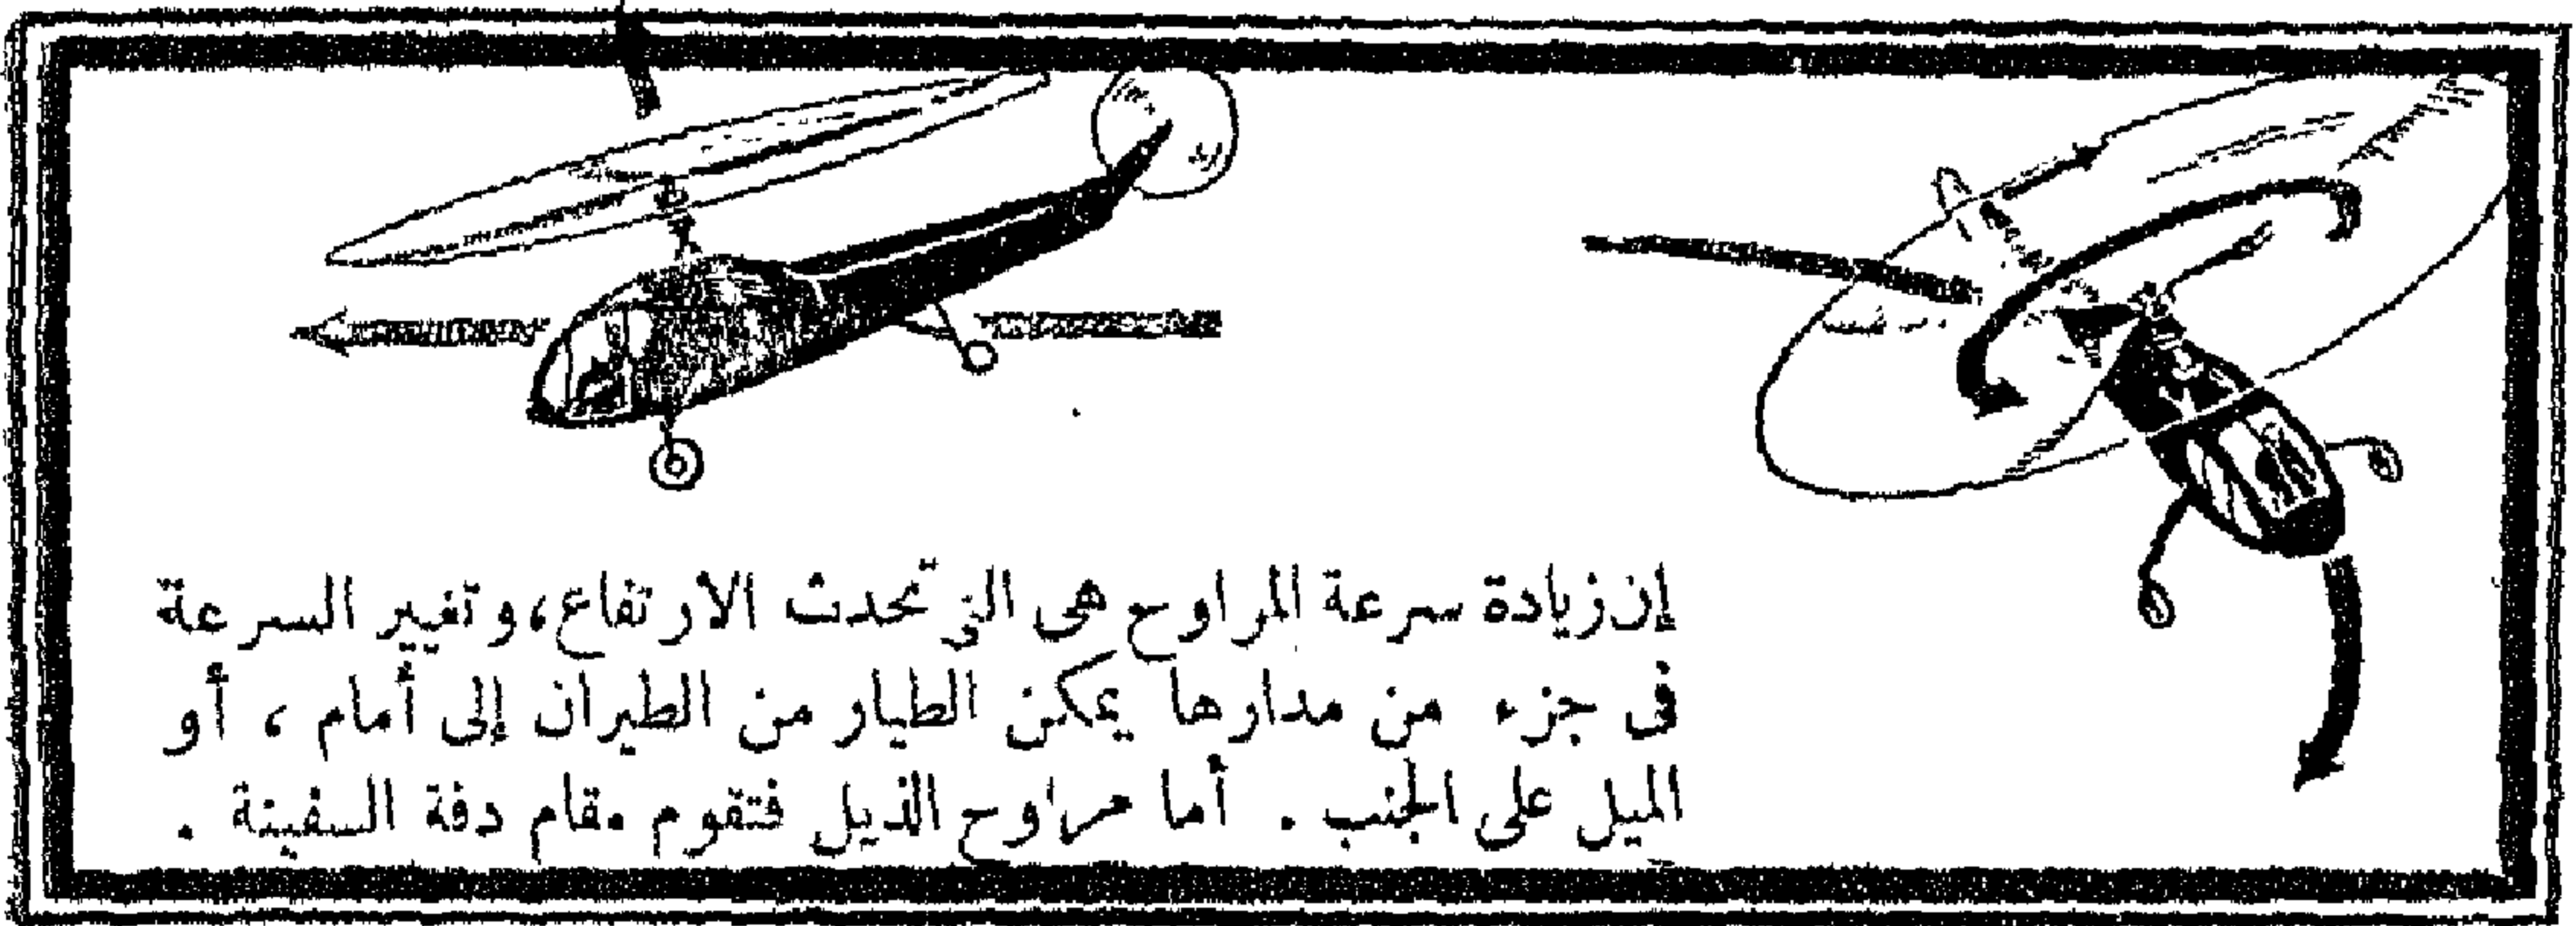 إن زيادة سرعة المراوح هى التى تحدث الارتفاع، وتغيير السرعة
فى جزء من مدارها يمكن الطيار من الطيران إلى أمام ، أو
الميل على الجنب . أما مراوح الذيل فتقوم مقام دفة السفينة .